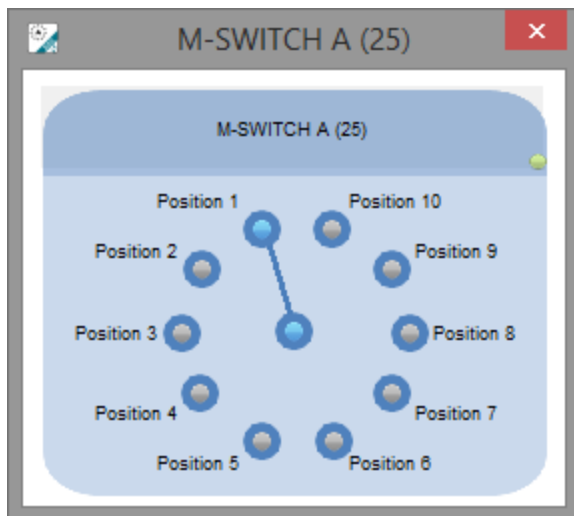 M-SWITCH A (25)
M-SWITCH A (25)
Position 1
Position 10
Position 2
Position 9
Position 3
Position 8
Position 4
Position 7
Position 5
Position 6